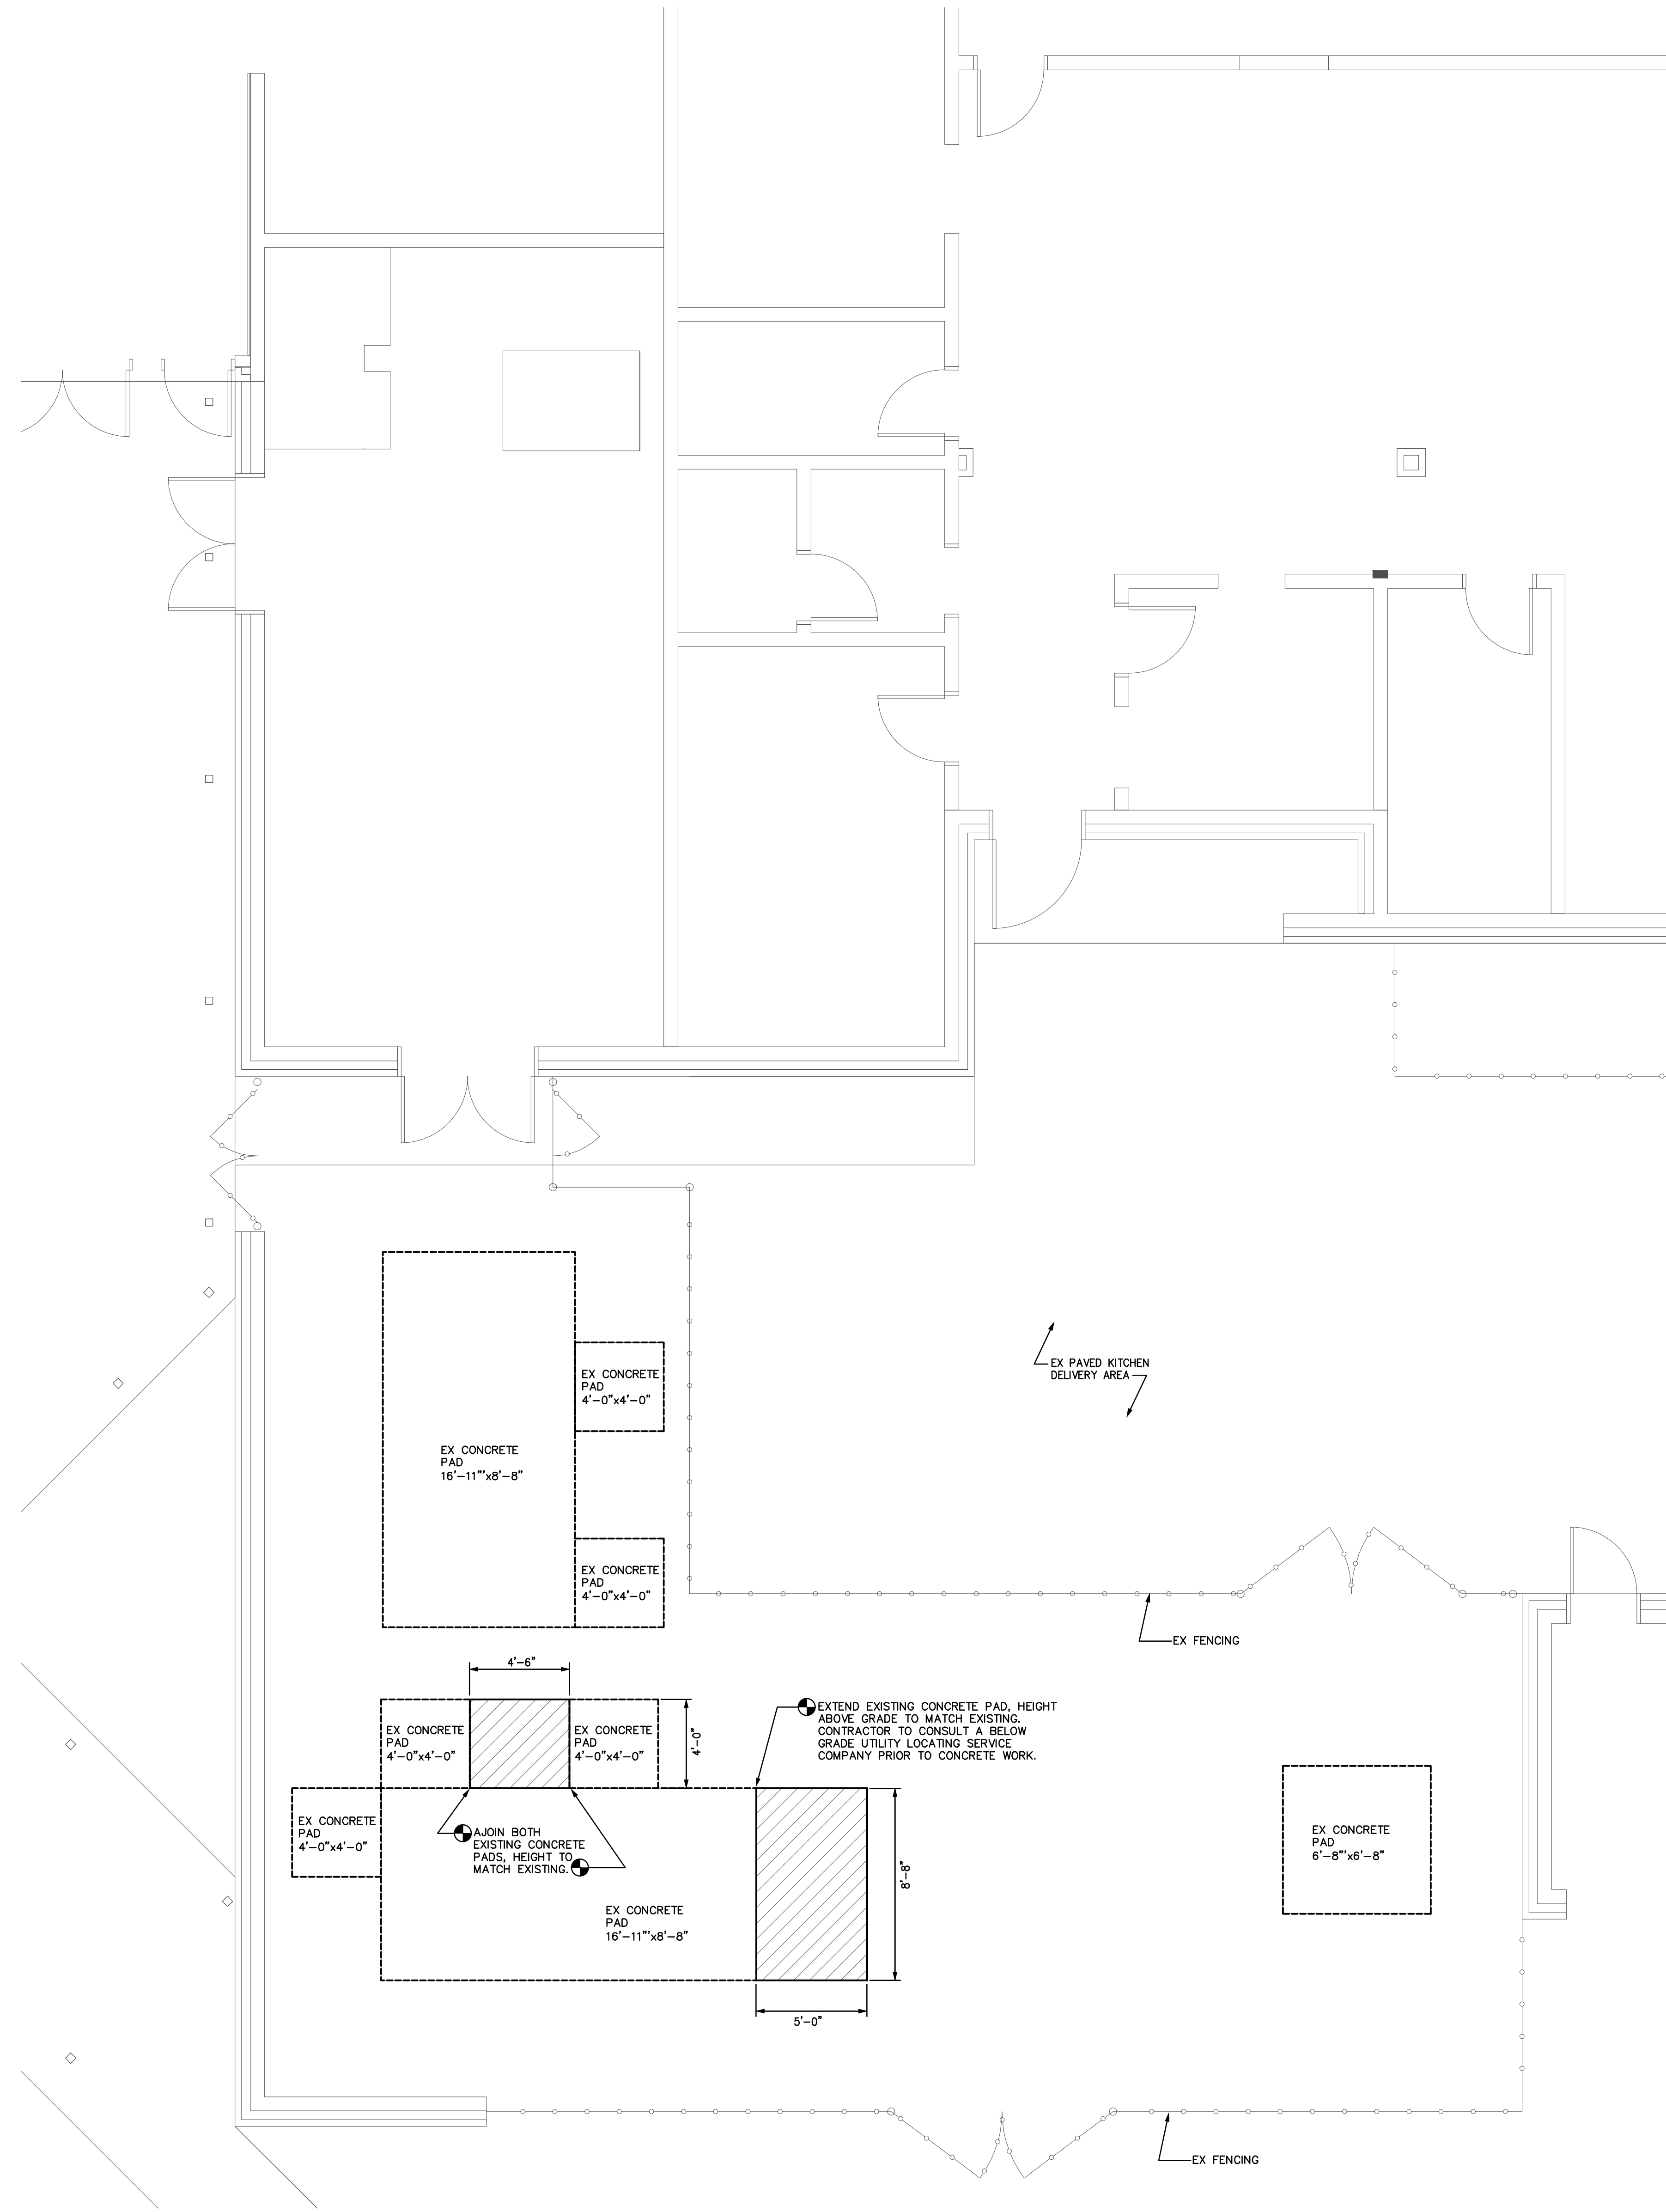 EX PAVED KITCHEN
DELIVERY AREA
EX CONCRETE
PAD
4'-0"x4'-0"
EX CONCRETE
PAD
16'-11"'x8'-8"
EX CONCRETE
PAD
4'-0"x4'-0"
EX FENCING
4'-6"
EXTEND EXISTING CONCRETE PAD, HEIGHT
ABOVE GRADE TO MATCH EXISTING.
CONTRACTOR TO CONSULT A BELOW
GRADE UTILITY LOCATING SERVICE
COMPANY PRIOR TO CONCRETE WORK.
EX CONCRETE
PAD
4'-0"x4'-0"
EX CONCRETE
PAD
4'-0"x4'-0"
4'-0"
EX CONCRETE
PAD
4'-0"x4'-0"
AJOIN BOTH
EXISTING CONCRETE
PADS, HEIGHT TO
MATCH EXISTING.
EX CONCRETE
PAD
6'-8"'x6'-8"
8'-8"
EX CONCRETE
PAD
16'-11"'x8'-8"
5'-0"
EX FENCING